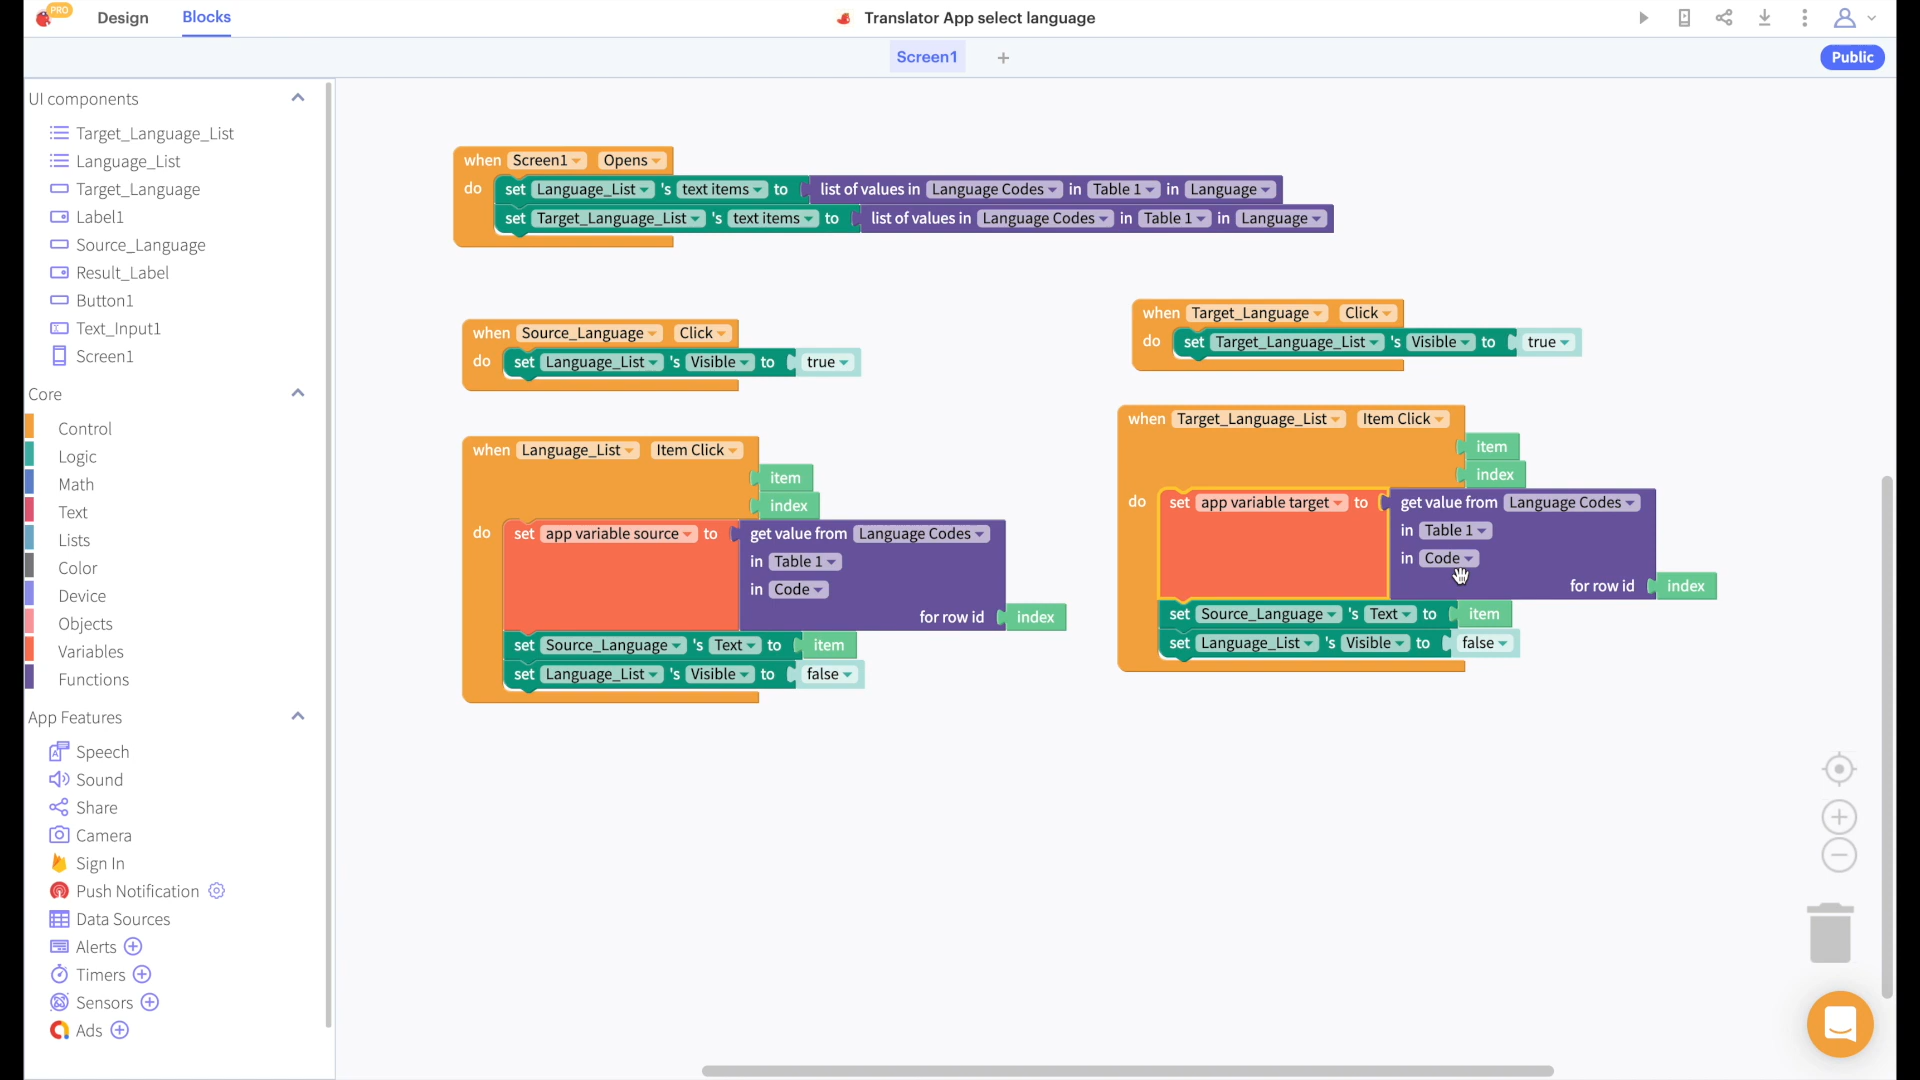 PRO
Design
Blocks
Translator App select language
Screen1
+
Public
UI components
Target_Language_List
Language_List
Target_Language
Label1
Source_Language
Result_Label
Button1
Text_Input1
Screen1
Core
Control
Logic
Math
Text
Lists
Color
Device
Objects
Variables
Functions
App Features
Speech
Sound
Share
Camera
Sign In
Push Notification
Data Sources
Alerts
Timers
Sensors
Ads
when Screen1 Opens
do set Language_List 's text items to list of values in Language Codes in Table 1 in Language
set Target_Language_List 's text items to list of values in Language Codes in Table 1 in Language
when Source_Language Click
do set Language_List 's Visible to true
when Language_List Item Click
item
index
do set app variable source to get value from Language Codes
in Table 1
in Code
for row id index
set Source_Language 's Text to item
set Language_List 's Visible to false
when Target_Language Click
do set Target_Language_List 's Visible to true
when Target_Language_List Item Click
item
index
do set app variable target to get value from Language Codes
in Table 1
in Code
for row id index
set Source_Language 's Text to item
set Language_List 's Visible to false